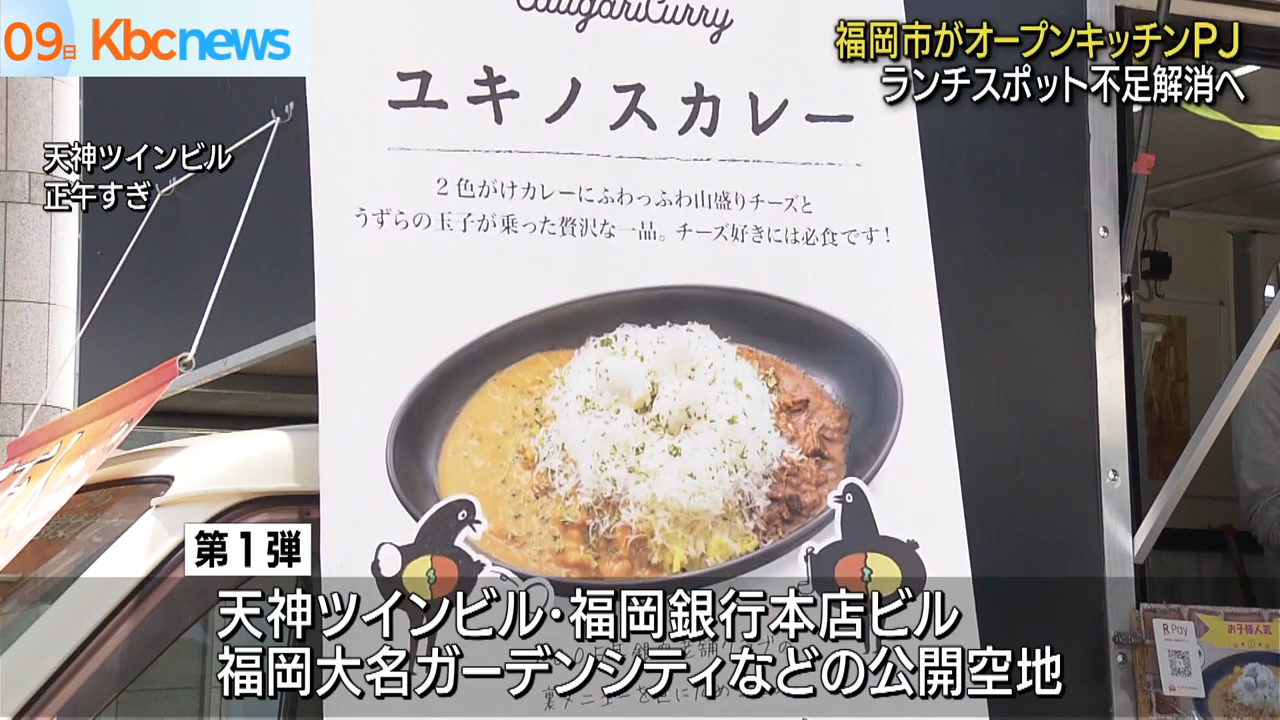 09日 Kbcnews
福岡市がオープンキッチンPJ
ランチスポット不足解消へ
天神ツインビル
正午すぎ
Curry
ユキノスカレー
2色がけカレーにふわっふわ山盛りチーズと
うずらの玉子が乗った贅沢な一品。チーズ好きには必食です!
第1弾
天神ツインビル・福岡銀行本店ビル
福岡大名ガーデンシティなどの公開空地
R Pay
お子様人気